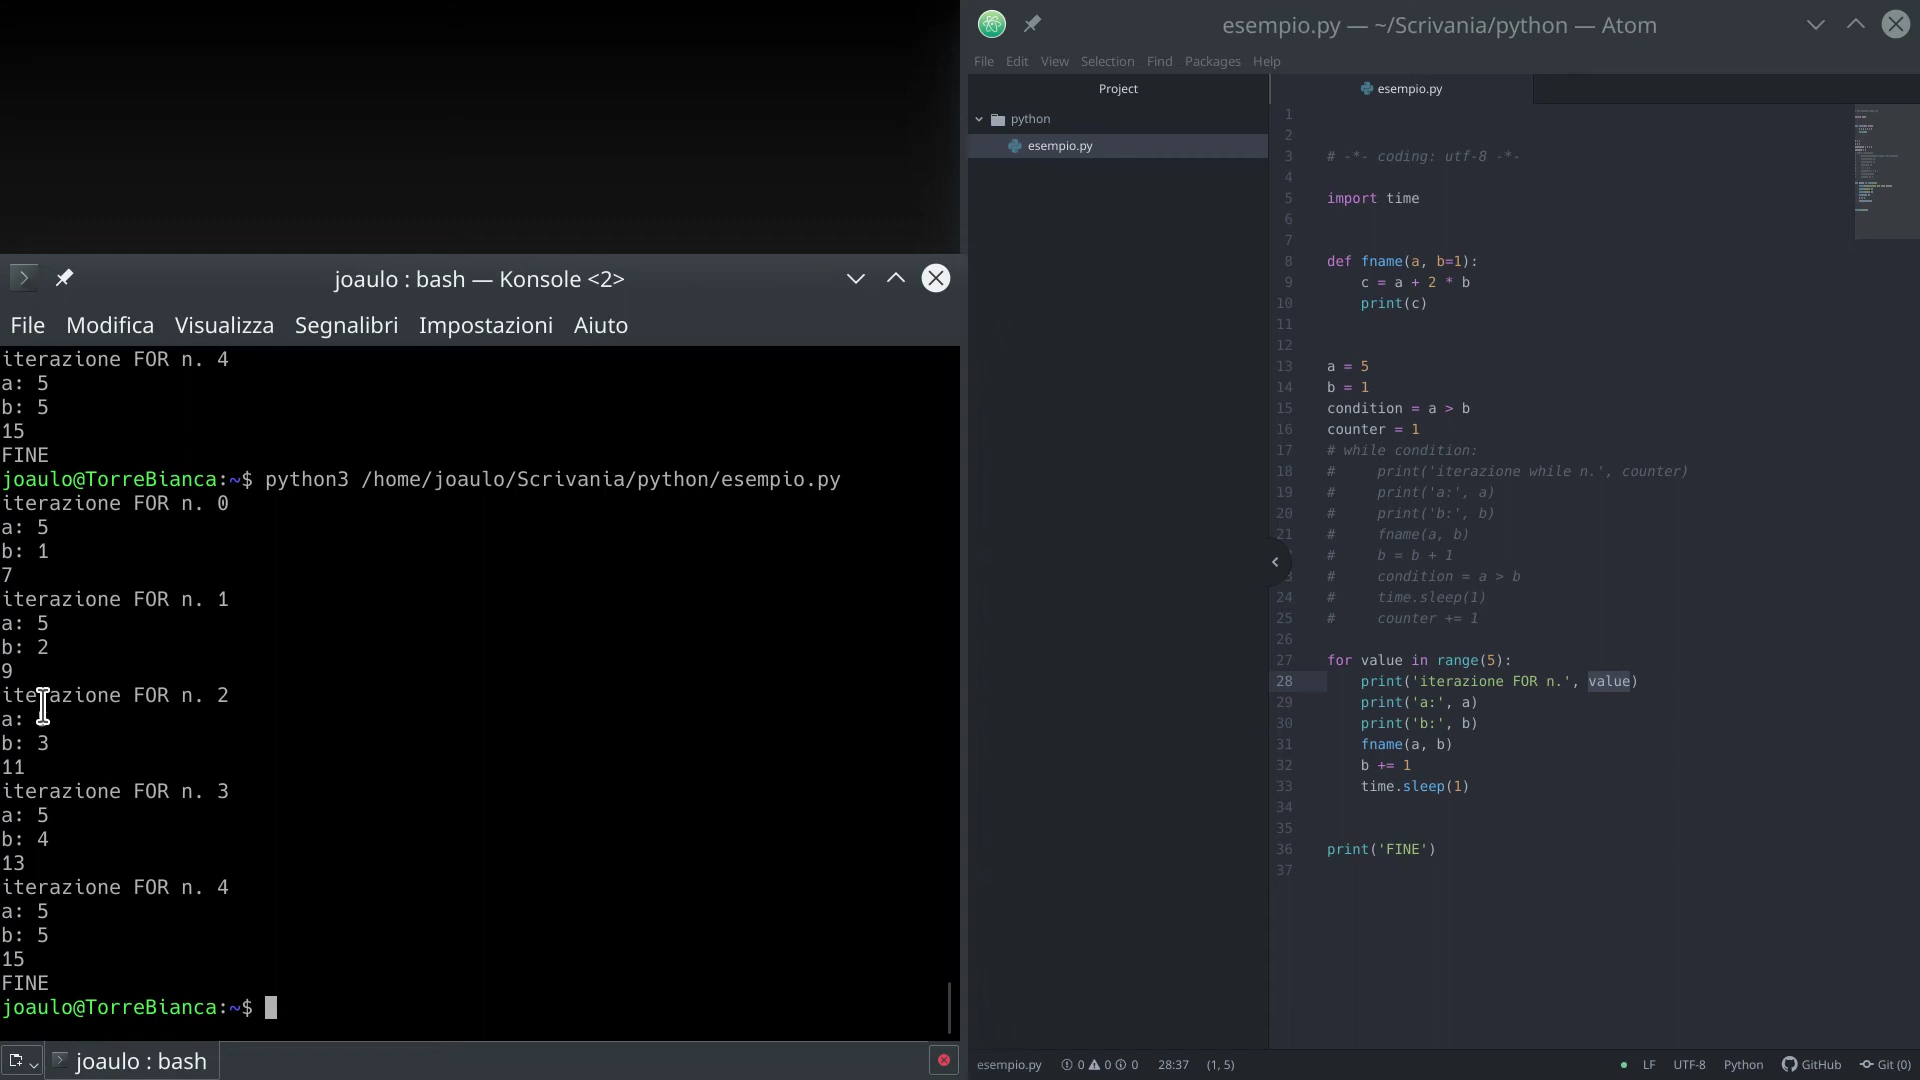 joaulo : bash — Konsole <2>
File Modifica Visualizza Segnalibri Impostazioni Aiuto
iterazione FOR n. 4
a: 5
b: 5
15
FINE
joaulo@TorreBianca:~$ python3 /home/joaulo/Scrivania/python/esempio.py
iterazione FOR n. 0
a: 5
b: 1
7
iterazione FOR n. 1
a: 5
b: 2
9
iterazione FOR n. 2
a:
b: 3
11
iterazione FOR n. 3
a: 5
b: 4
13
iterazione FOR n. 4
a: 5
b: 5
15
FINE
joaulo@TorreBianca:~$
joaulo : bash
esempio.py — ~/Scrivania/python — Atom
File Edit View Selection Find Packages Help
Project
python
esempio.py
esempio.py
1
2
3 # -*- coding: utf-8 -*-
4
5 import time
6
7
8 def fname(a, b=1):
9 c = a + 2 * b
10 print(c)
11
12
13 a = 5
14 b = 1
15 condition = a > b
16 counter = 1
17 # while condition:
18 # print('iterazione while n.', counter)
19 # print('a:', a)
20 # print('b:', b)
21 # fname(a, b)
# b = b + 1
3 # condition = a > b
24 # time.sleep(1)
25 # counter += 1
26
27 for value in range(5):
28 print('iterazione FOR n.', value)
29 print('a:', a)
30 print('b:', b)
31 fname(a, b)
32 b += 1
33 time.sleep(1)
34
35
36 print('FINE')
37
esempio.py 0 0 0 28:37 (1, 5) LF UTF-8 Python GitHub Git (0)